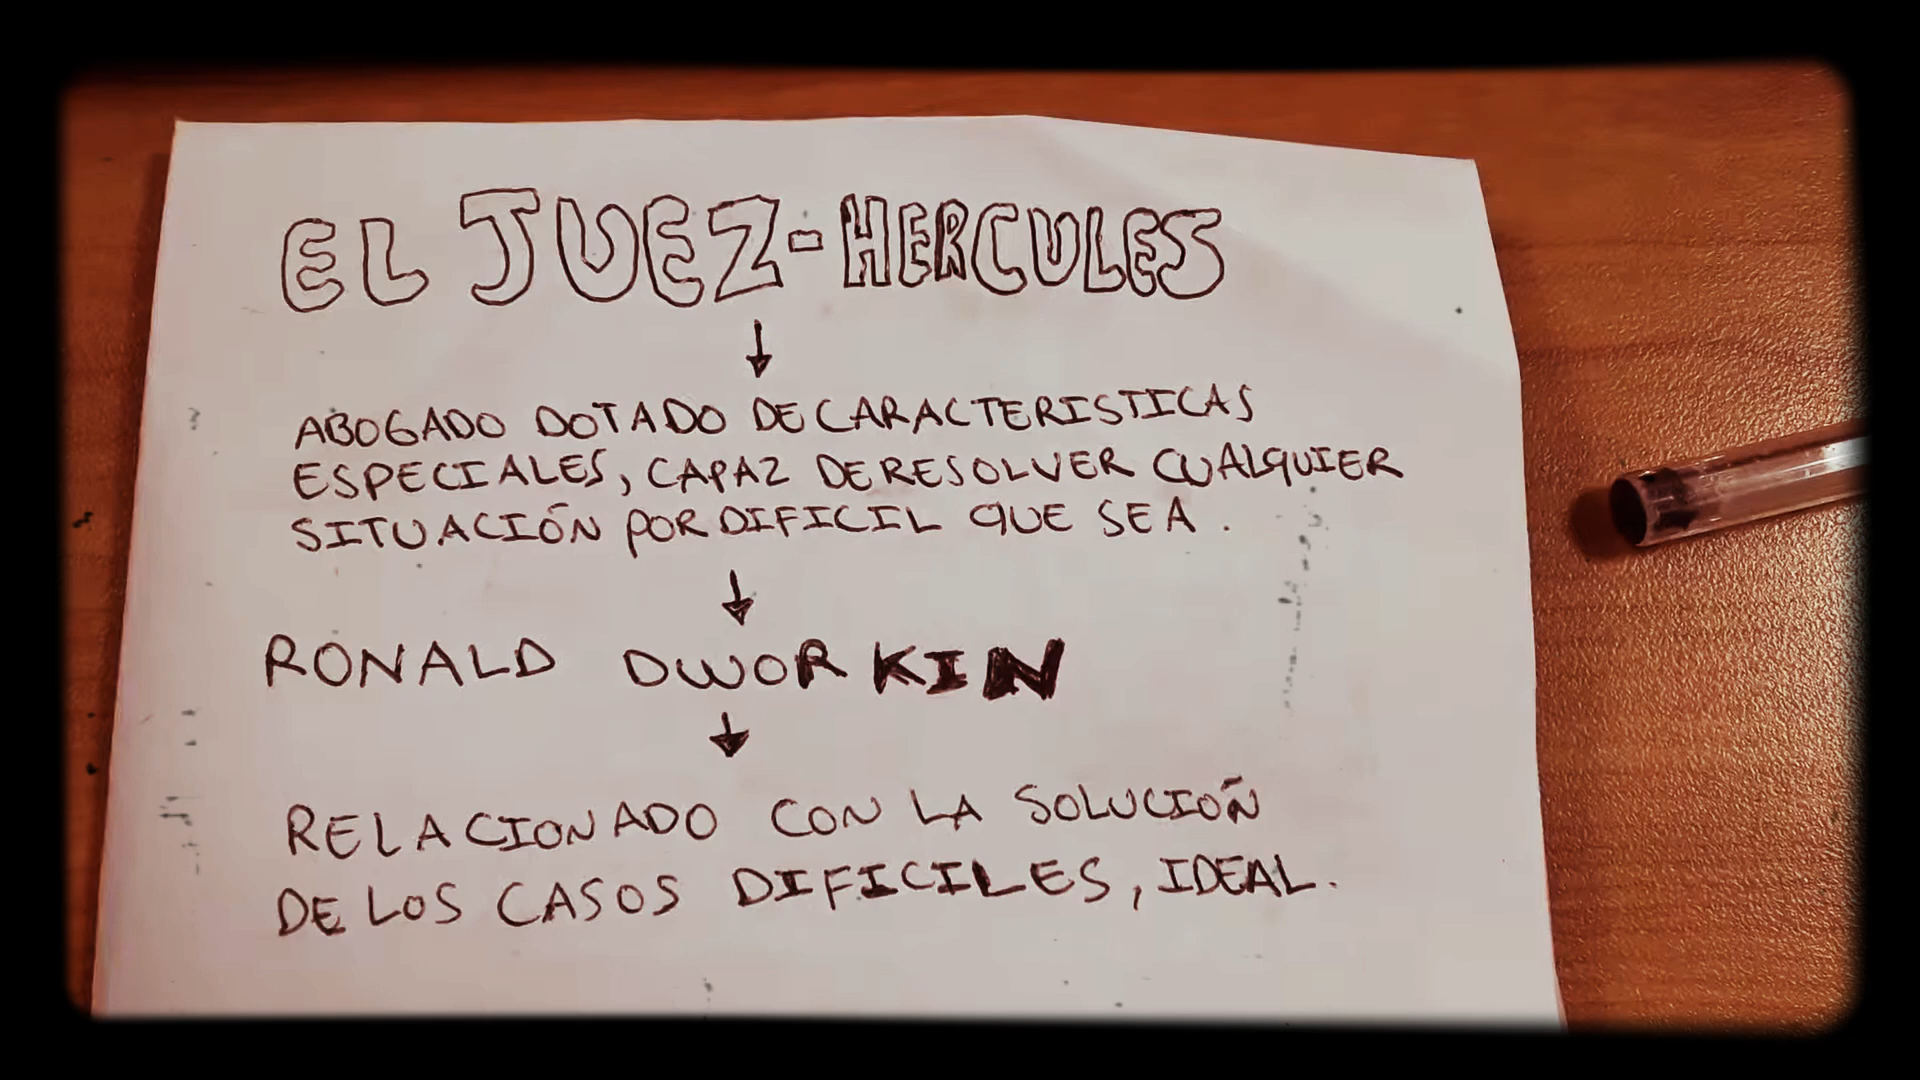 EL JUEZ-HERCULES
ABOGADO DOTADO DE CARACTERISTICAS
ESPECIALES, CAPAZ DE RESOLVER CUALQUIER
SITUACIÓN POR DIFICIL QUE SEA.
RONALD DWORKIN
RELACIONADO CON LA SOLUCIÓN
DE LOS CASOS DIFICILES, IDEAL.